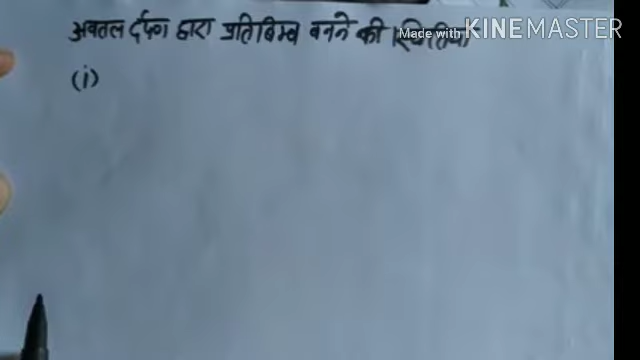 अवतल दर्पण द्वारा प्रतिबिम्ब बनने की स्थितियां
Made with KINEMASTER
(i)